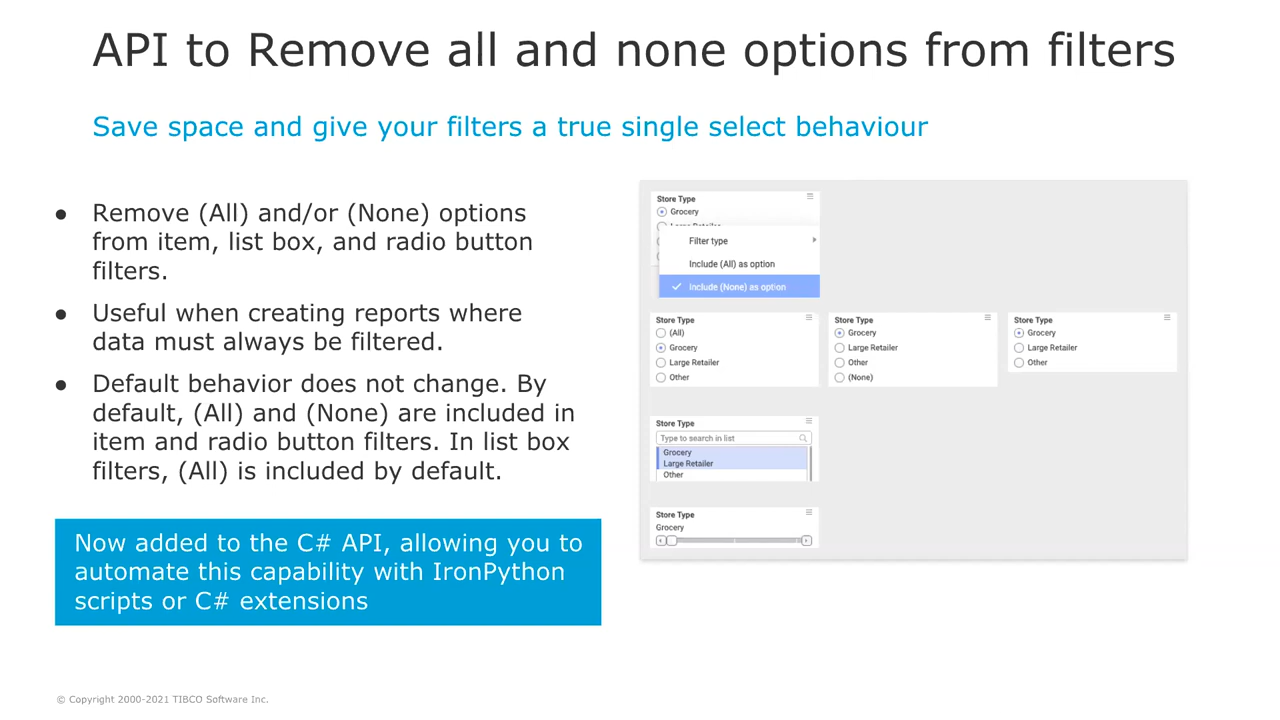 API to Remove all and none options from filters
Save space and give your filters a true single select behaviour
● Remove (All) and/or (None) options
from item, list box, and radio button
filters.
● Useful when creating reports where
data must always be filtered.
● Default behavior does not change. By
default, (All) and (None) are included in
item and radio button filters. In list box
filters, (All) is included by default.
Now added to the C# API, allowing you to
automate this capability with IronPython
scripts or C# extensions
Store Type
Grocery
Filter type
Include (All) as option
Include (None) as option
Store Type
(All)
Grocery
Large Retailer
Other
Store Type
Grocery
Large Retailer
Other
(None)
Store Type
Grocery
Large Retailer
Other
Store Type
Type to search in list
Grocery
Large Retailer
Other
Store Type
Grocery
© Copyright 2000-2021 TIBCO Software Inc.